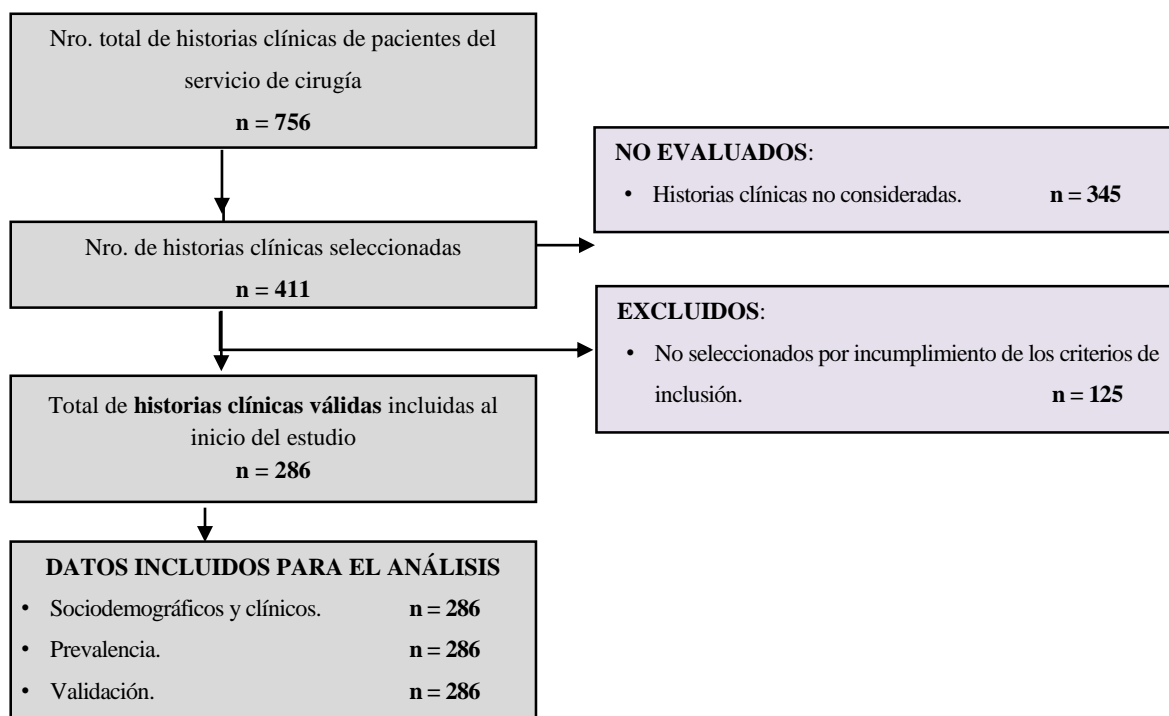 Nro. total de historias clínicas de pacientes del
servicio de cirugía
n = 756
NO EVALUADOS:
• Historias clínicas no consideradas. n = 345
Nro. de historias clínicas seleccionadas
n = 411
EXCLUIDOS:
• No seleccionados por incumplimiento de los criterios de
inclusión. n = 125
Total de historias clínicas válidas incluidas al
inicio del estudio
n = 286
DATOS INCLUIDOS PARA EL ANÁLISIS
• Sociodemográficos y clínicos. n = 286
• Prevalencia. n = 286
• Validación. n = 286